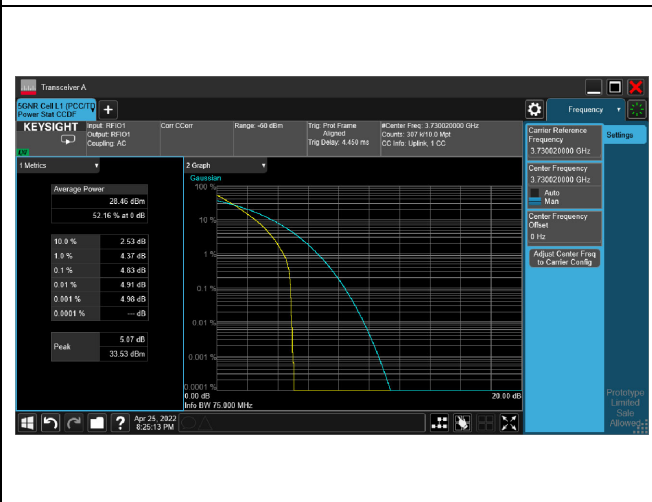 Transceiver A
5GNR Cell L1 (PCC/TD
Power Stat CCDF
Frequency
KEYSIGHT
Input: RFIO1
Output: RFIO1
Coupling: AC
Corr CCorr
Range: -60 dBm
Trig: Prot Frame
Aligned
Trig Delay: 4.450 ms
#Center Freq: 3.730020000 GHz
Counts: 307 k/10.0 Mpt
CC Info: Uplink, 1 CC
1 Metrics
Average Power
28.46 dBm
52.16 % at 0 dB
10.0 % 2.53 dB
1.0 % 4.37 dB
0.1 % 4.83 dB
0.01 % 4.91 dB
0.001 % 4.98 dB
0.0001 % --- dB
Peak
5.07 dB
33.53 dBm
2 Graph
Gaussian
100 %
10 %
1 %
0.1 %
0.01 %
0.001 %
0.0001 %
0.00 dB
20.00 dB
Info BW 75.000 MHz
Carrier Reference
Frequency
3.730020000 GHz
Center Frequency
3.730020000 GHz
Auto
Man
Center Frequency
Offset
0 Hz
Adjust Center Freq
to Carrier Config
Settings
Prototype
Limited
Sale
Allowed
Apr 25, 2022
8:25:13 PM